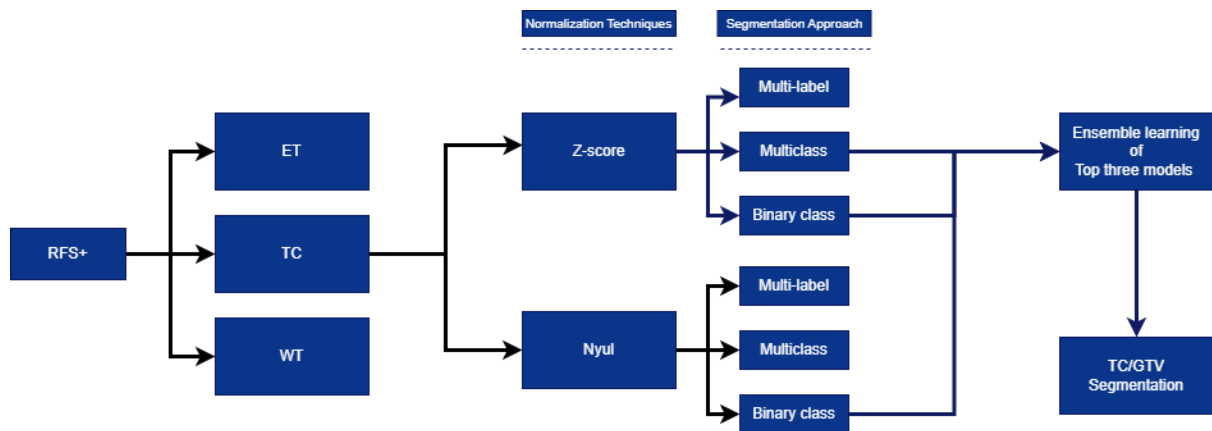 Normalization Techniques
Segmentation Approach
Multi-label
ET
Z-score
Multiclass
Ensemble learning
of
Top three models
Binary class
RFS+
TC
Multi-label
WT
Nyul
Multiclass
TC/GTV
Segmentation
Binary class